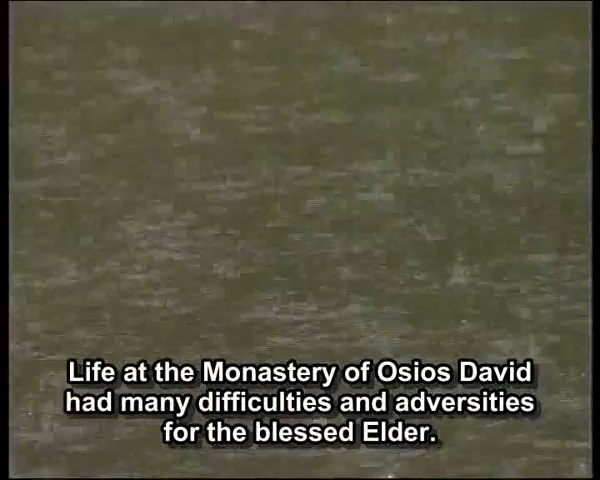 Life at the Monastery of Osios David
had many difficulties and adversities
for the blessed Elder.